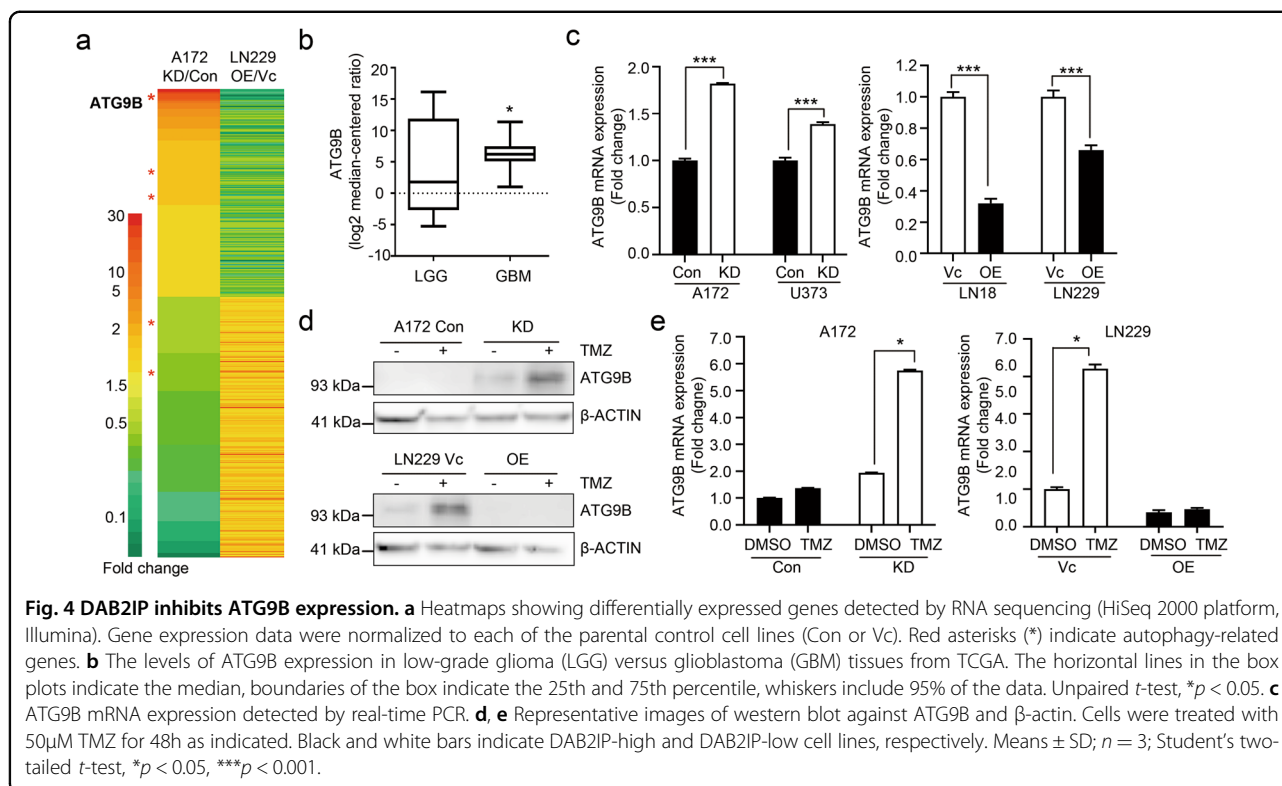 a
A172 KD/Con
LN229 OE/Vc
ATG9B
*
*
*
*
*
30
10
5
2
1.5
0.5
0.1
Fold change
b
ATG9B
(log2 median-centered ratio)
20
15
10
5
0
-5
-10
*
LGG
GBM
c
ATG9B mRNA expression
(Fold change)
2.0
1.5
1.0
0.5
0.0
***
***
Con KD
Con KD
A172
U373
ATG9B mRNA expression
(Fold change)
1.2
1.0
0.8
0.6
0.4
0.2
0.0
***
***
Vc OE
Vc OE
LN18
LN229
d
A172 Con
KD
- + - + TMZ
93 kDa
ATG9B
41 kDa
β-ACTIN
LN229 Vc
OE
- + - + TMZ
93 kDa
ATG9B
41 kDa
β-ACTIN
e
A172
ATG9B mRNA expression
(Fold chagne)
6.0
5.0
4.0
3.0
2.0
1.0
0.0
*
DMSO TMZ
DMSO TMZ
Con
KD
LN229
ATG9B mRNA expression
(Fold chagne)
6.0
5.0
4.0
3.0
2.0
1.0
0.0
*
DMSO TMZ
DMSO TMZ
Vc
OE
Fig. 4 DAB2IP inhibits ATG9B expression. a Heatmaps showing differentially expressed genes detected by RNA sequencing (HiSeq 2000 platform,
Illumina). Gene expression data were normalized to each of the parental control cell lines (Con or Vc). Red asterisks (*) indicate autophagy-related
genes. b The levels of ATG9B expression in low-grade glioma (LGG) versus glioblastoma (GBM) tissues from TCGA. The horizontal lines in the box
plots indicate the median, boundaries of the box indicate the 25th and 75th percentile, whiskers include 95% of the data. Unpaired t-test, *p < 0.05. c
ATG9B mRNA expression detected by real-time PCR. d, e Representative images of western blot against ATG9B and β-actin. Cells were treated with
50μM TMZ for 48h as indicated. Black and white bars indicate DAB2IP-high and DAB2IP-low cell lines, respectively. Means ± SD; n = 3; Student's two-
tailed t-test, *p < 0.05, ***p < 0.001.